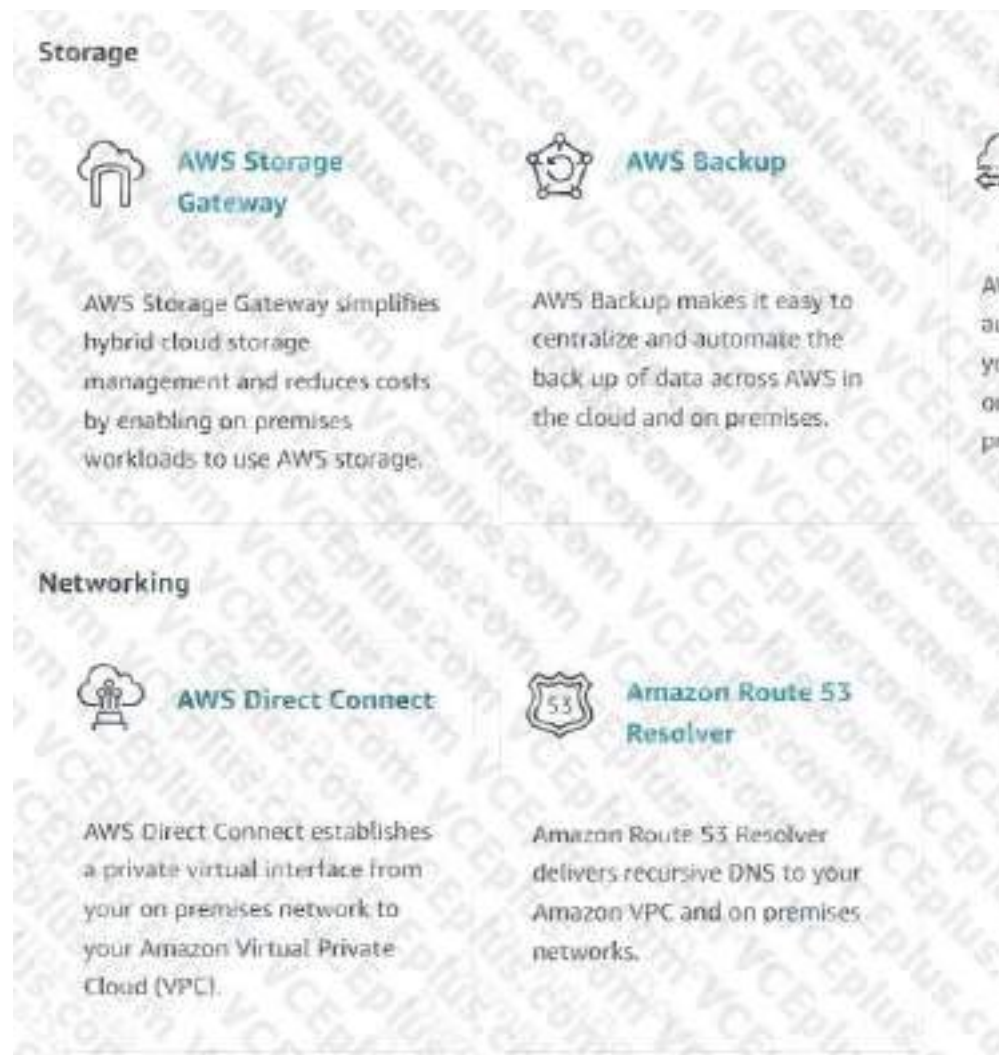 Storage
AWS Storage
Gateway
AWS Backup
AWS Storage Gateway simplifies
hybrid cloud storage
management and reduces costs
by enabling on premises
workloads to use AWS storage.
AWS Backup makes it easy to
centralize and automate the
back up of data across AWS in
the cloud and on premises.
Networking
AWS Direct Connect
53
Amazon Route 53
Resolver
AWS Direct Connect establishes
a private virtual interface from
your on premises network to
your Amazon Virtual Private
Cloud (VPC).
Amazon Route 53 Resolver
delivers recursive DNS to your
Amazon VPC and on premises
networks.